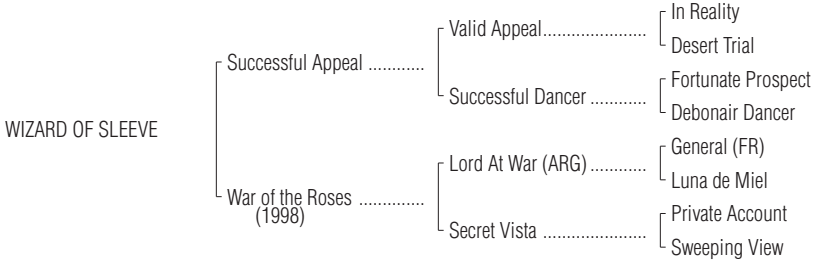 In Reality
Valid Appeal......................
Desert Trial
Successful Appeal ............
Fortunate Prospect
Successful Dancer ............
Debonair Dancer
WIZARD OF SLEEVE
General (FR)
Lord At War (ARG) ............
Luna de Miel
War of the Roses ..............
(1998)
Private Account
Secret Vista ......................
Sweeping View